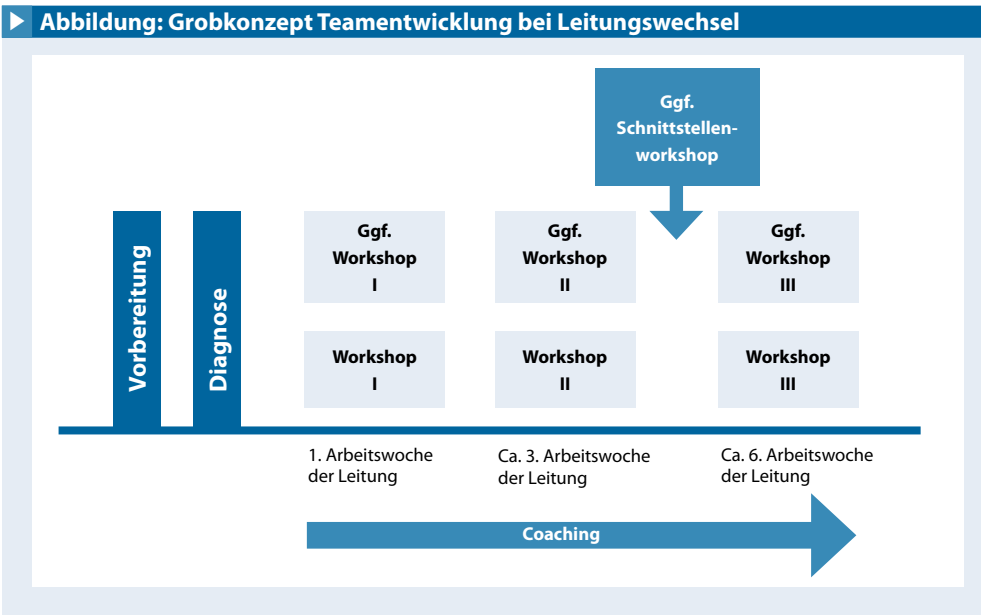 Abbildung: Grobkonzept Teamentwicklung bei Leitungswechsel
Ggf.
Schnittstellen-
workshop
Vorbereitung
Diagnose
Ggf.
Workshop
I
Ggf.
Workshop
II
Ggf.
Workshop
III
Workshop
I
Workshop
II
Workshop
III
1. Arbeitswoche
der Leitung
Ca. 3. Arbeitswoche
der Leitung
Ca. 6. Arbeitswoche
der Leitung
Coaching